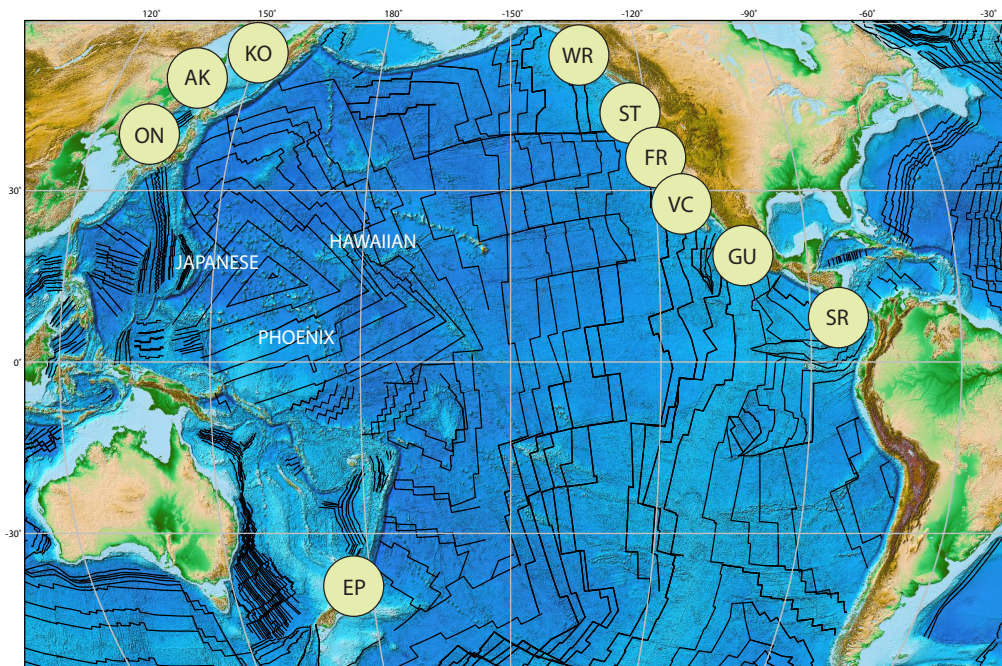 120° 150° 180° -150° -120° -90° -60° -30°
KO
WR
AK
ST
ON
FR
30°
VC
HAWAIIAN
GU
JAPANESE
SR
PHOENIX
0°
-30°
EP